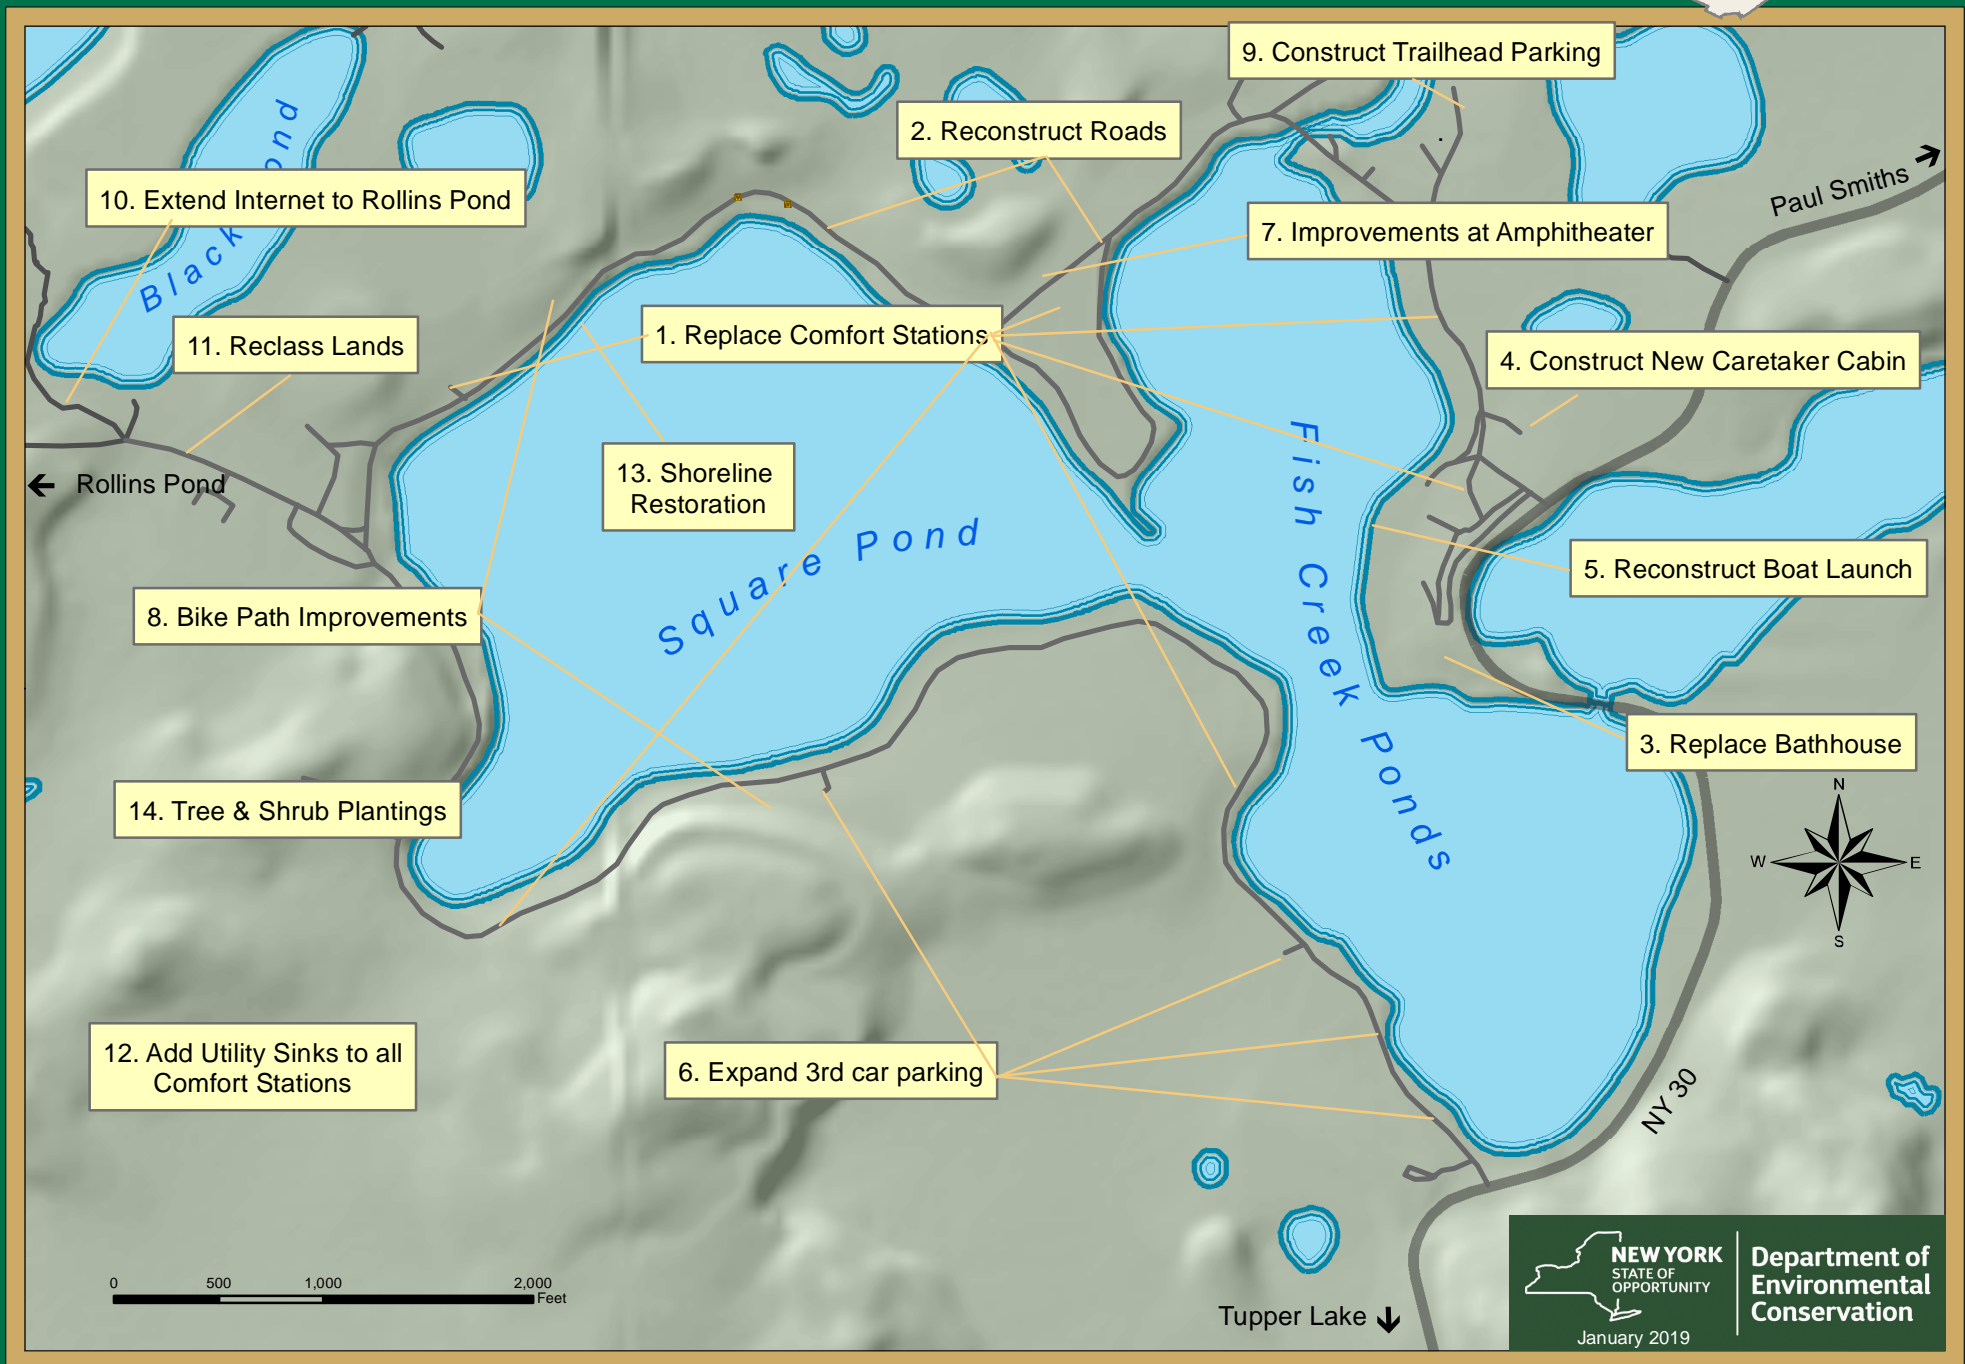 9. Construct Trailhead Parking
2. Reconstruct Roads
Paul Smiths
10. Extend Internet to Rollins Pond
Black Pond
7. Improvements at Amphitheater
11. Reclass Lands
1. Replace Comfort Stations
4. Construct New Caretaker Cabin
13. Shoreline
Restoration
Rollins Pond
Square Pond
Fish Creek Ponds
5. Reconstruct Boat Launch
8. Bike Path Improvements
3. Replace Bathhouse
14. Tree & Shrub Plantings
N
W
E
S
12. Add Utility Sinks to all
Comfort Stations
6. Expand 3rd car parking
NY 30
0 500 1,000 2,000
Feet
Tupper Lake
NEW YORK
STATE OF
OPPORTUNITY
Department of
Environmental
Conservation
January 2019